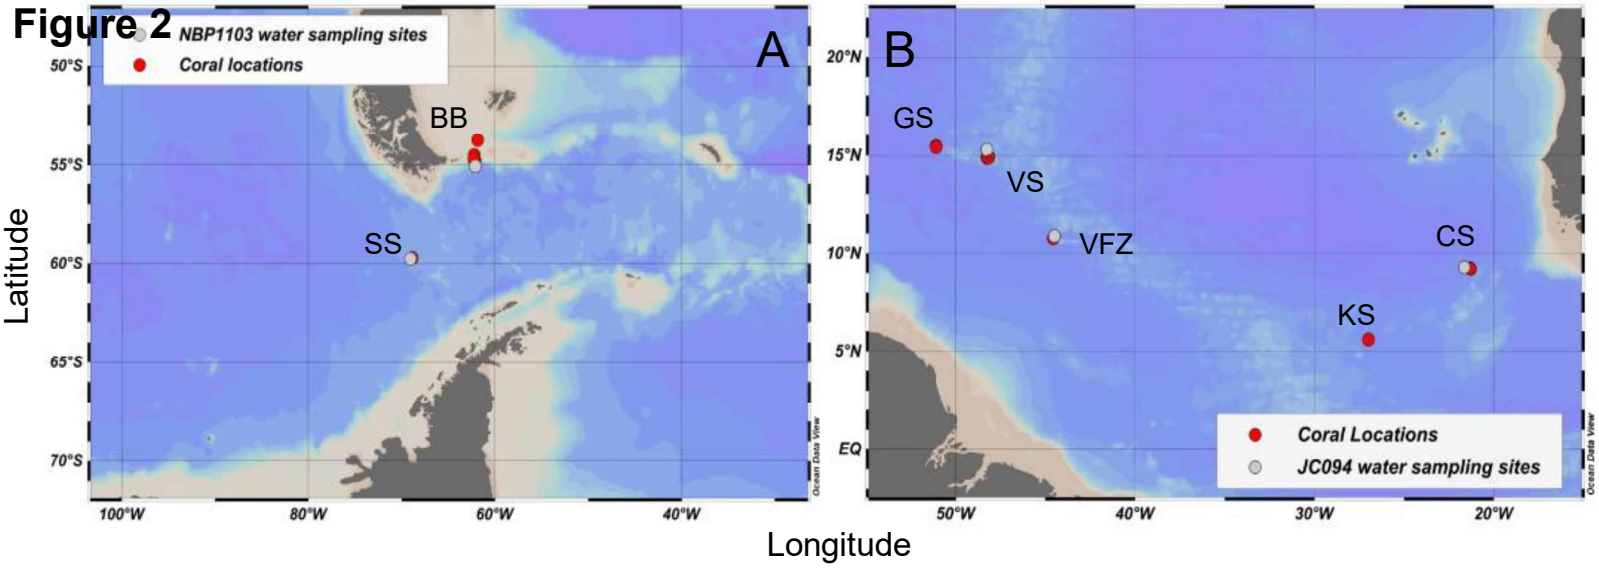 Figure 2
NBP1103 water sampling sites
Coral locations
A
BB
SS
50°S
55°S
60°S
65°S
70°S
100°W
80°W
60°W
40°W
Ocean Data View
Latitude
B
GS
VS
VFZ
CS
KS
20°N
15°N
10°N
5°N
EQ
Coral Locations
JC094 water sampling sites
50°W
40°W
30°W
20°W
Ocean Data View
Longitude